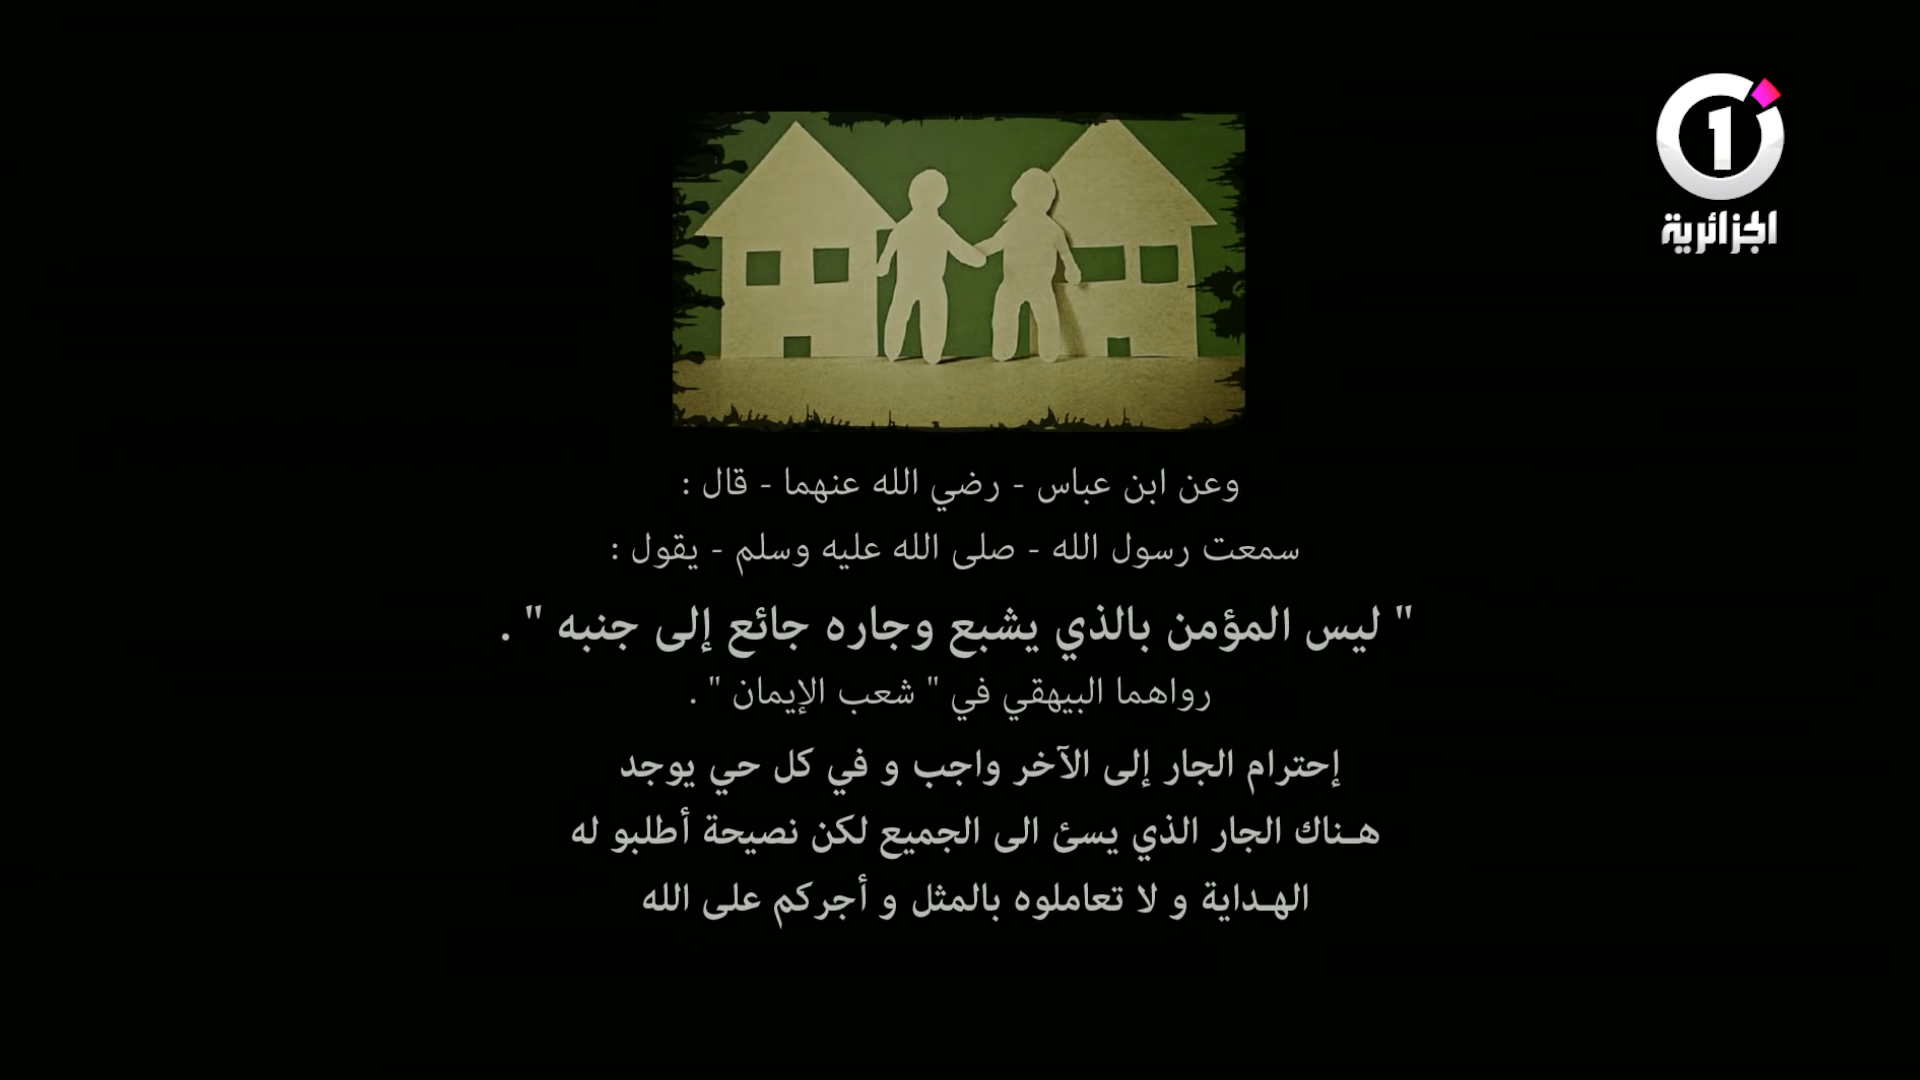 1
الجزائرية
وعن ابن عباس - رضي الله عنهما - قال :
سمعت رسول الله - صلى الله عليه وسلم - يقول :
" ليس المؤمن بالذي يشبع وجاره جائع إلى جنبه " .
رواهما البيهقي في " شعب الإيمان " .
إحترام الجار إلى الآخر واجب و في كل حي يوجد
هـناك الجار الذي يسئ الى الجميع لكن نصيحة أطلبو له
الهـداية و لا تعاملوه بالمثل و أجركم على الله